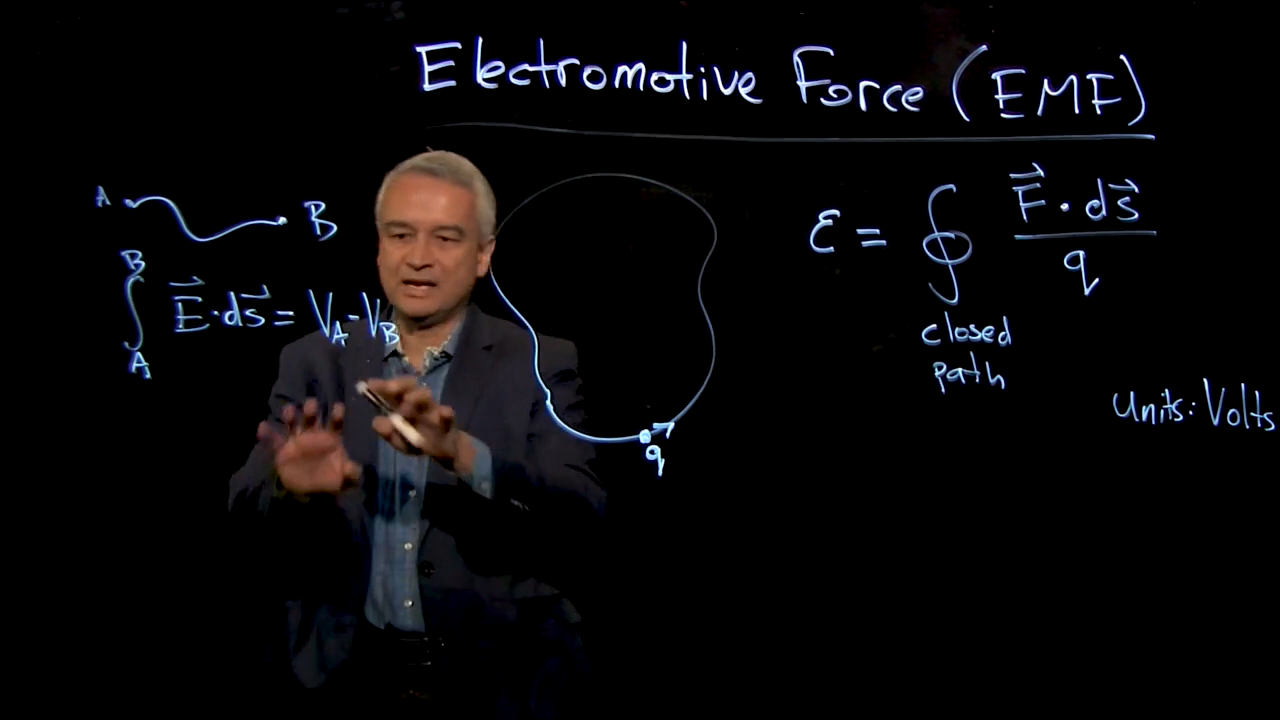 Electromotive Force (EMF)
A B
B
∫ E⃗·ds⃗ = V_A - V_B
A
q
ε = ∮ F⃗·ds⃗ / q
closed
path
Units: Volts